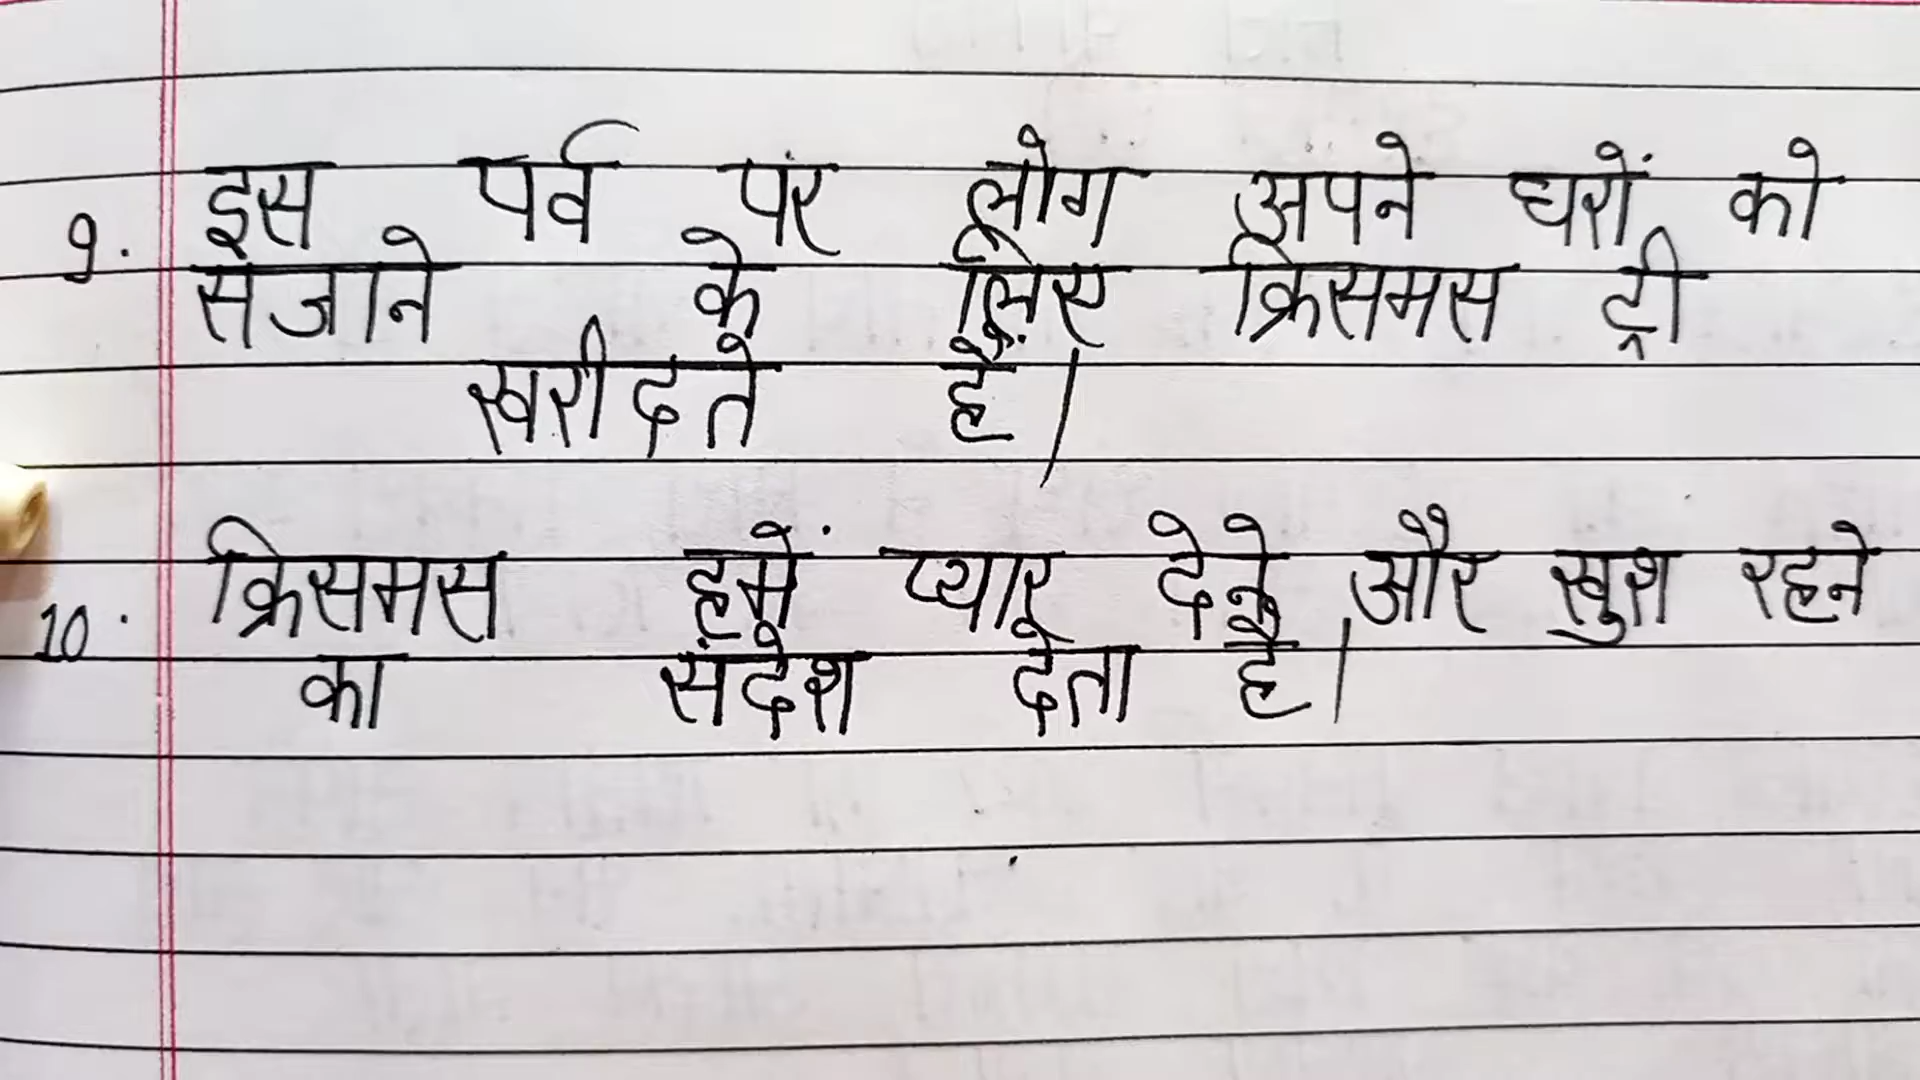 9. इस पर्व पर लोग अपने घरों को
सजाने के लिए क्रिसमस ट्री
खरीदते हैं।
10. क्रिसमस हमें प्यार देने और खुश रहने
का संदेश देता है।